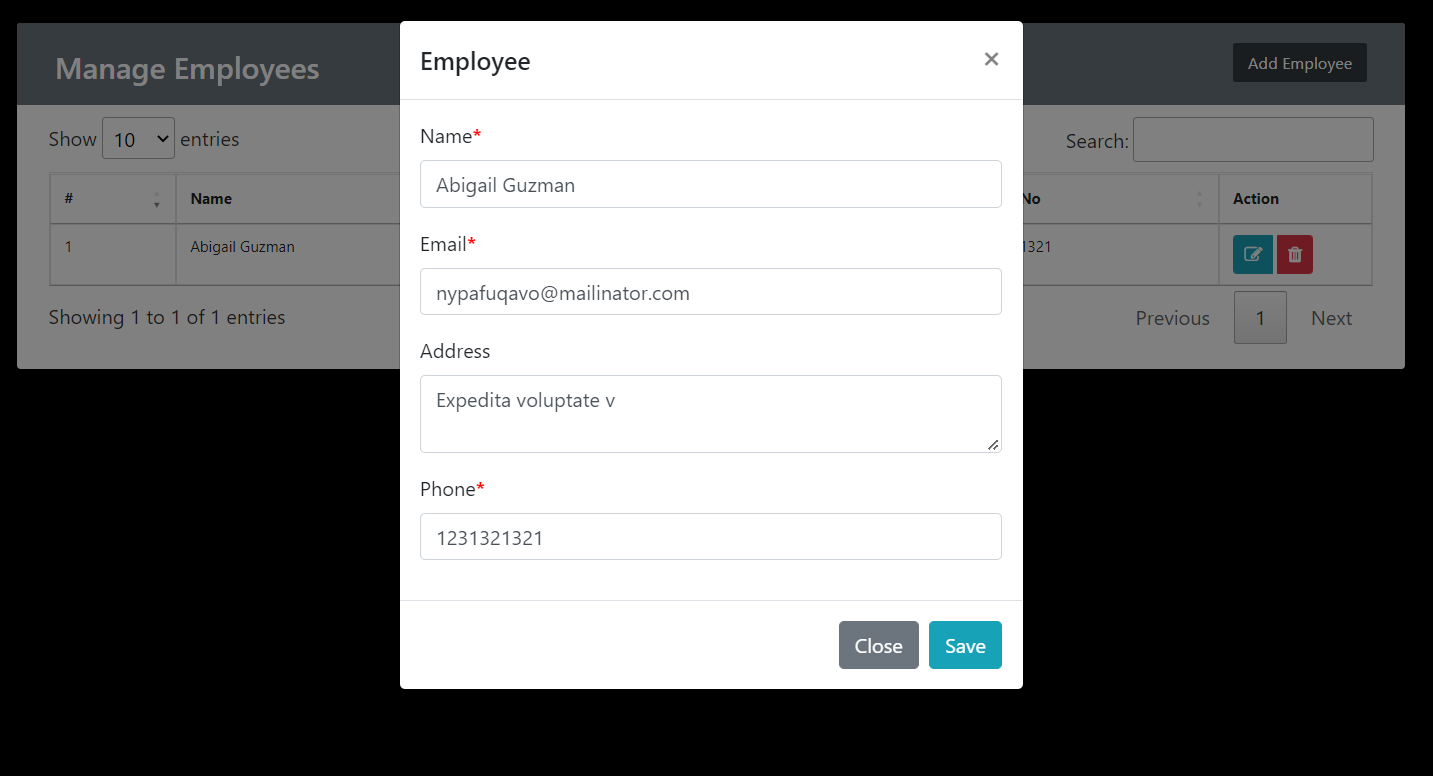 Manage Employees
Add Employee
Show 10 entries
Search:
# Name No Action
1 Abigail Guzman 1321
Showing 1 to 1 of 1 entries
Previous 1 Next
Employee
×
Name*
Abigail Guzman
Email*
nypafuqavo@mailinator.com
Address
Expedita voluptate v
Phone*
1231321321
Close Save